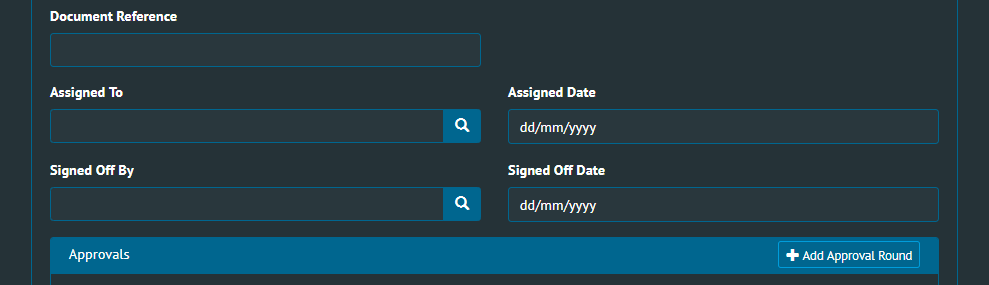 Document Reference
Assigned To
Assigned Date
dd/mm/yyyy
Signed Off By
Signed Off Date
dd/mm/yyyy
Approvals
Add Approval Round